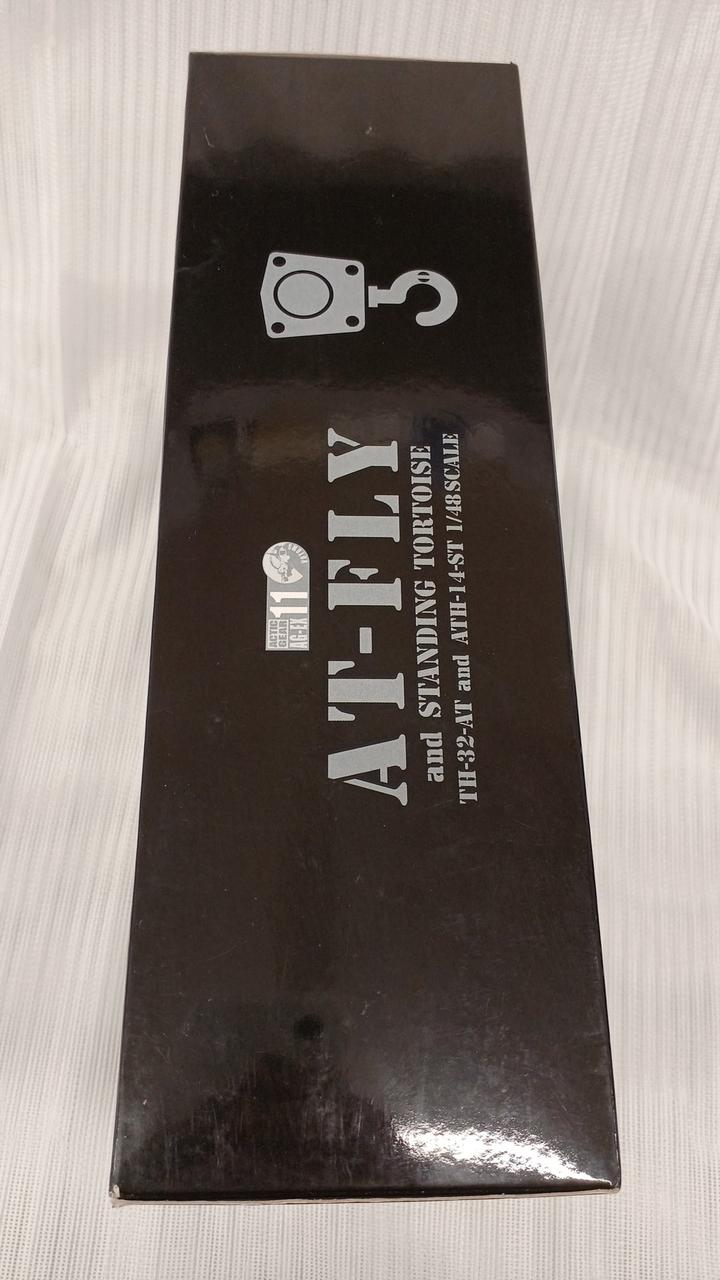 ACTIC
GEAR
AG-EX
11
AT-FLY
and STANDING TORTOISE
TH-32-AT and ATH-14-ST 1/48SCALE